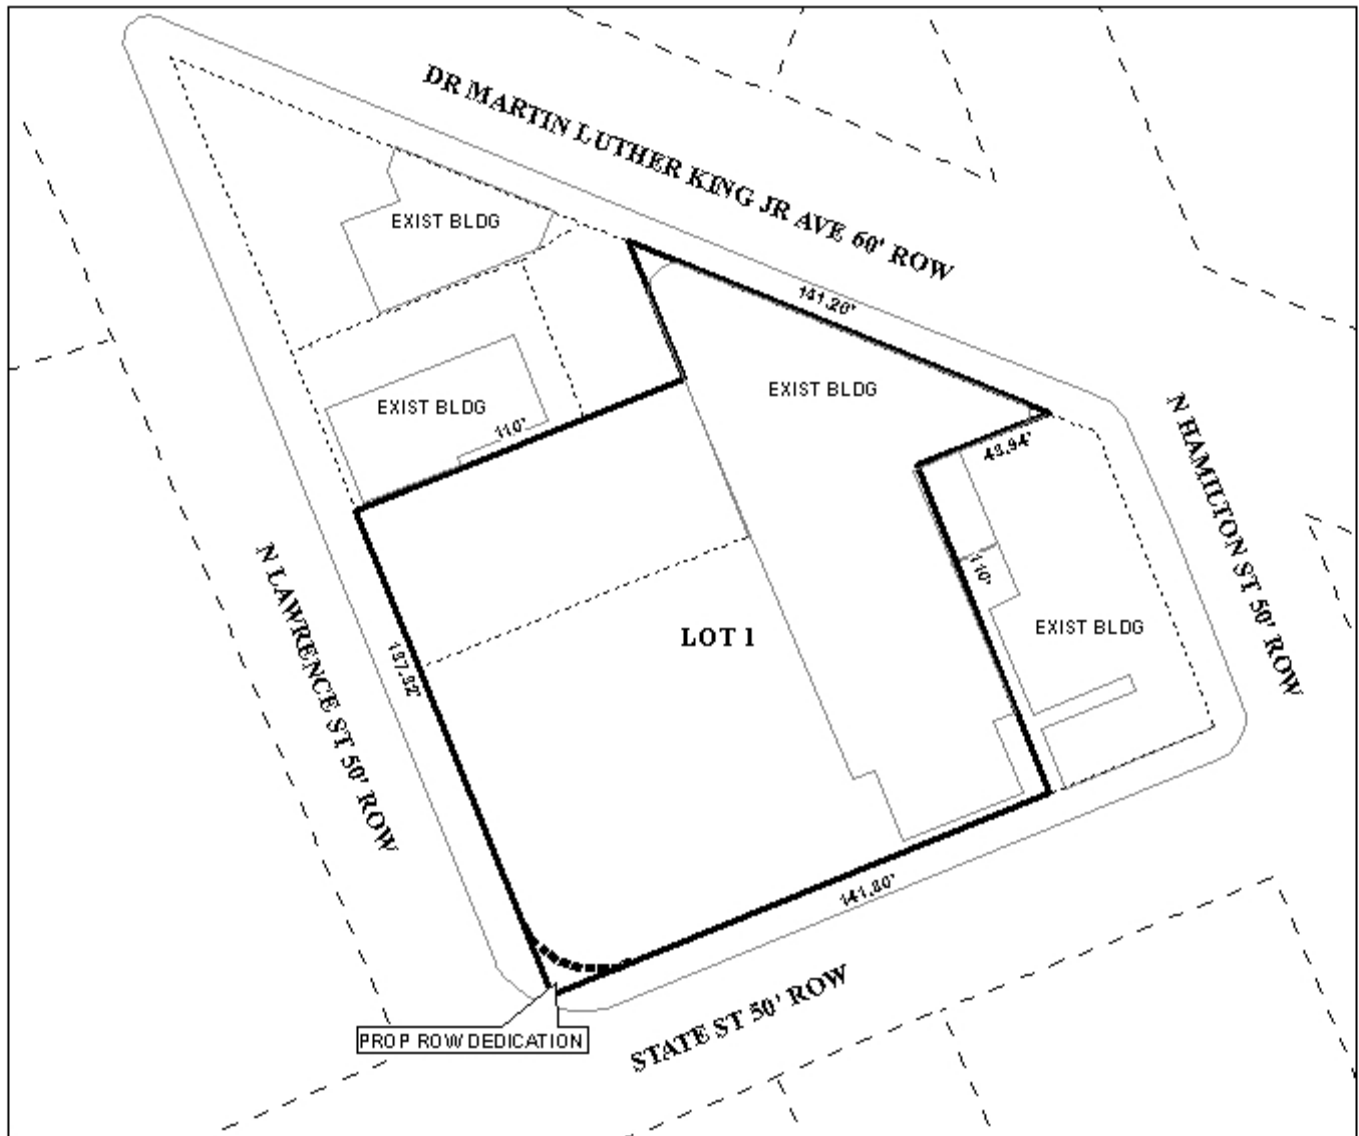 DR MARTIN LUTHER KING JR AVE 60' ROW
EXIST BLDG
141.20'
EXIST BLDG
EXIST BLDG
110'
43.94'
N HAMILTON ST 50' ROW
110'
EXIST BLDG
LOT 1
N LAWRENCE ST 50' ROW
141.80'
PROP ROW DEDICATION
STATE ST 50' ROW